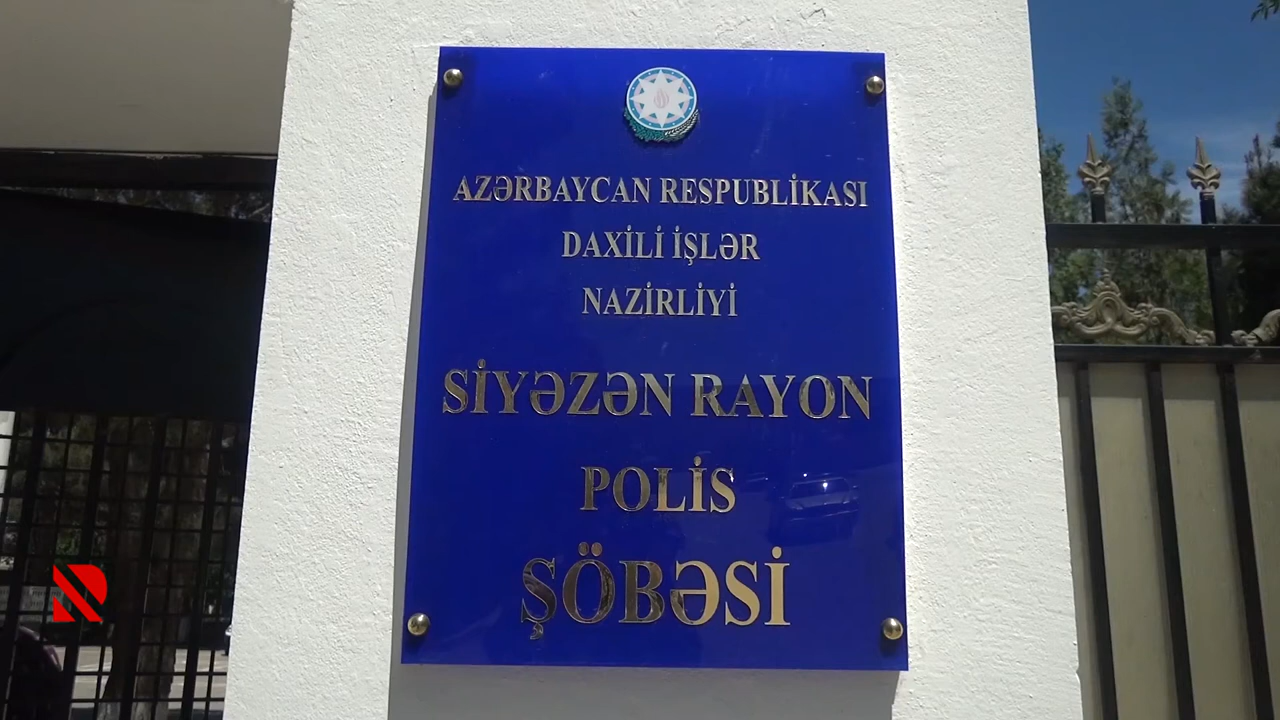 AZƏRBAYCAN RESPUBLİKASI
DAXİLİ İŞLƏR
NAZİRLİYİ
SİYƏZƏN RAYON
POLİS
ŞÖBƏSİ